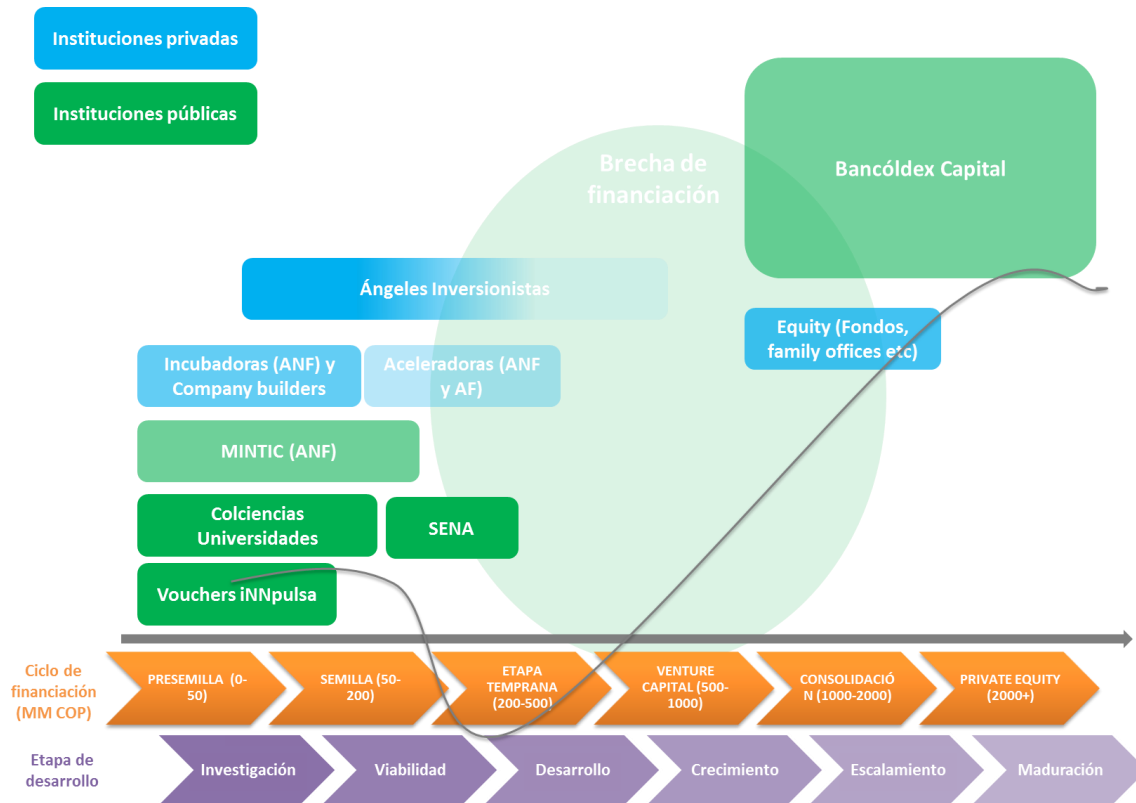 Instituciones privadas
Instituciones públicas
Brecha de
financiación
Bancóldex Capital
Ángeles Inversionistas
Equity (Fondos,
family offices etc)
Incubadoras (ANF) y
Company builders
Aceleradoras (ANF
y AF)
MINTIC (ANF)
Colciencias
Universidades
SENA
Vouchers iNNpulsa
Ciclo de
financiación
(MM COP)
PRESEMILLA (0-
50)
SEMILLA (50-
200)
ETAPA
TEMPRANA
(200-500)
VENTURE
CAPITAL (500-
1000)
CONSOLIDACIÓ
N (1000-2000)
PRIVATE EQUITY
(2000+)
Etapa de
desarrollo
Investigación
Viabilidad
Desarrollo
Crecimiento
Escalamiento
Maduración